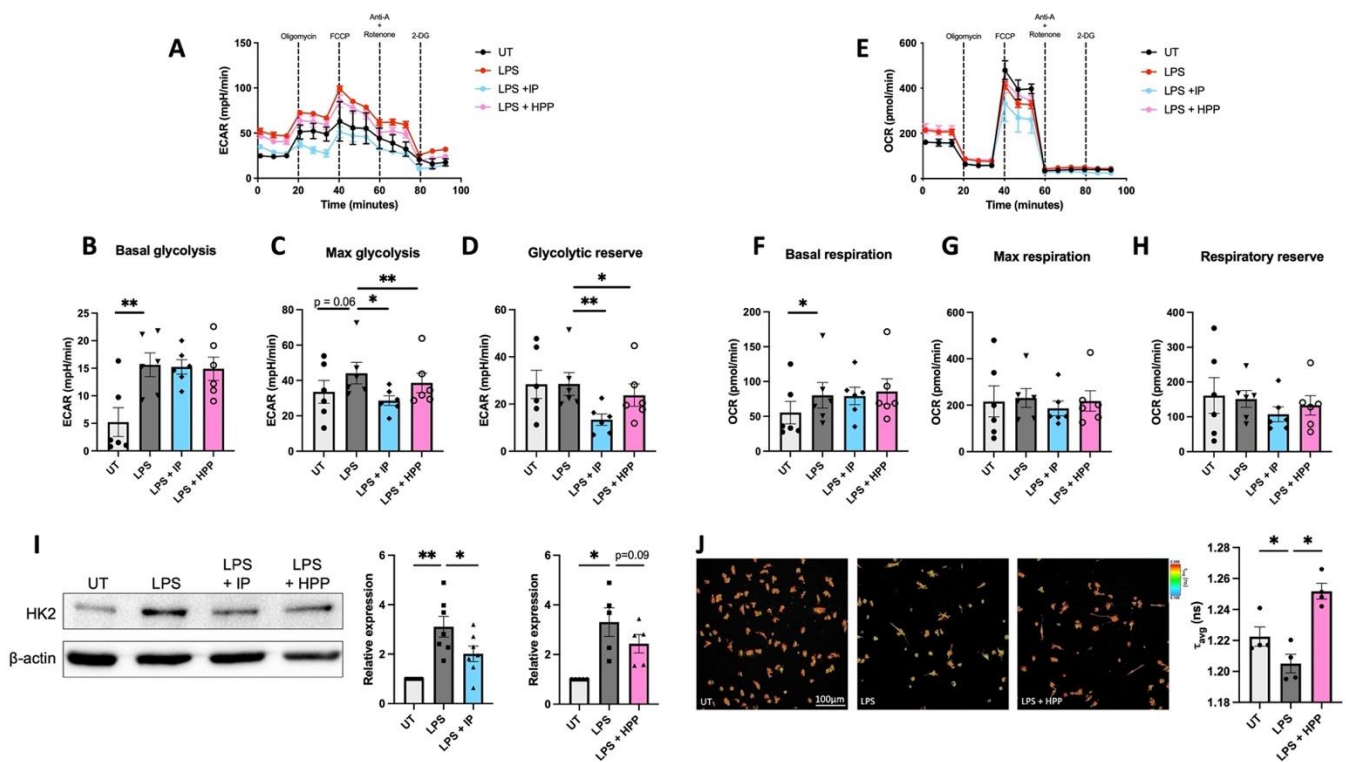 A
Oligomycin
FCCP
Anti-A
+
Rotenone
2-DG
150
100
50
0
ECAR (mpH/min)
0 20 40 60 80 100
Time (minutes)
UT
LPS
LPS +IP
LPS + HPP
E
Oligomycin
FCCP
Anti-A
+
Rotenone
2-DG
600
400
200
0
OCR (pmol/min)
0 20 40 60 80 100
Time (minutes)
UT
LPS
LPS +IP
LPS + HPP
B
Basal glycolysis
**
25
20
15
10
5
0
ECAR (mpH/min)
UT
LPS
LPS + IP
LPS + HPP
C
Max glycolysis
**
p = 0.06
*
80
60
40
20
0
ECAR (mpH/min)
UT
LPS
LPS + IP
LPS + HPP
D
Glycolytic reserve
*
**
60
40
20
0
ECAR (mpH/min)
UT
LPS
LPS + IP
LPS + HPP
F
Basal respiration
*
200
150
100
50
0
OCR (pmol/min)
UT
LPS
LPS + IP
LPS + HPP
G
Max respiration
600
400
200
0
OCR (pmol/min)
UT
LPS
LPS + IP
LPS + HPP
H
Respiratory reserve
400
300
200
100
0
OCR (pmol/min)
UT
LPS
LPS + IP
LPS + HPP
I
UT
LPS
LPS
+ IP
LPS
+ HPP
HK2
β-actin
** *
6
4
2
0
Relative expression
UT
LPS
LPS + IP
* p=0.09
6
4
2
0
Relative expression
UT
LPS
LPS + HPP
J
UT
100μm
LPS
LPS + HPP
* *
1.28
1.26
1.24
1.22
1.20
1.18
τavg (ns)
UT
LPS
LPS + HPP